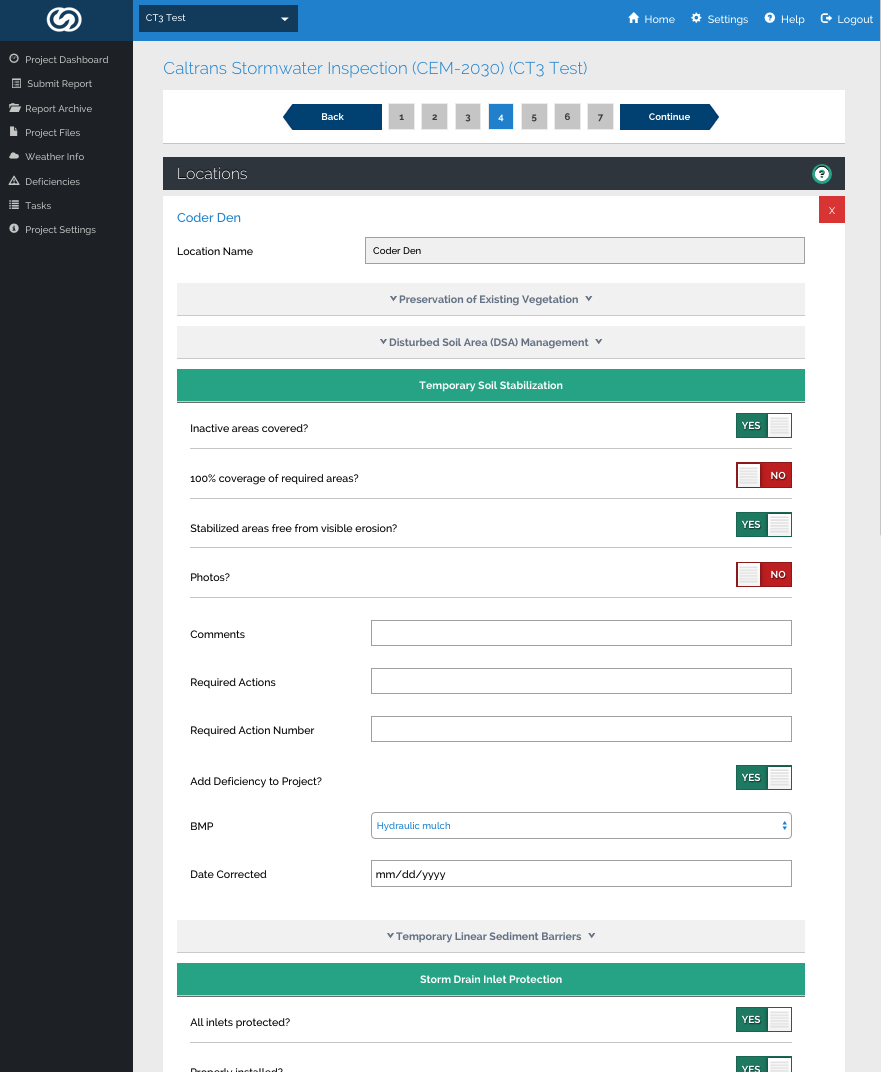 CT3 Test
Home Settings Help Logout
Project Dashboard
Submit Report
Report Archive
Project Files
Weather Info
Deficiencies
Tasks
Project Settings
Caltrans Stormwater Inspection (CEM-2030) (CT3 Test)
Back 1 2 3 4 5 6 7 Continue
Locations ?
X
Coder Den
Location Name Coder Den
Preservation of Existing Vegetation
Disturbed Soil Area (DSA) Management
Temporary Soil Stabilization
Inactive areas covered? YES
100% coverage of required areas? NO
Stabilized areas free from visible erosion? YES
Photos? NO
Comments
Required Actions
Required Action Number
Add Deficiency to Project? YES
BMP Hydraulic mulch
Date Corrected mm/dd/yyyy
Temporary Linear Sediment Barriers
Storm Drain Inlet Protection
All inlets protected? YES
Properly installed? YES